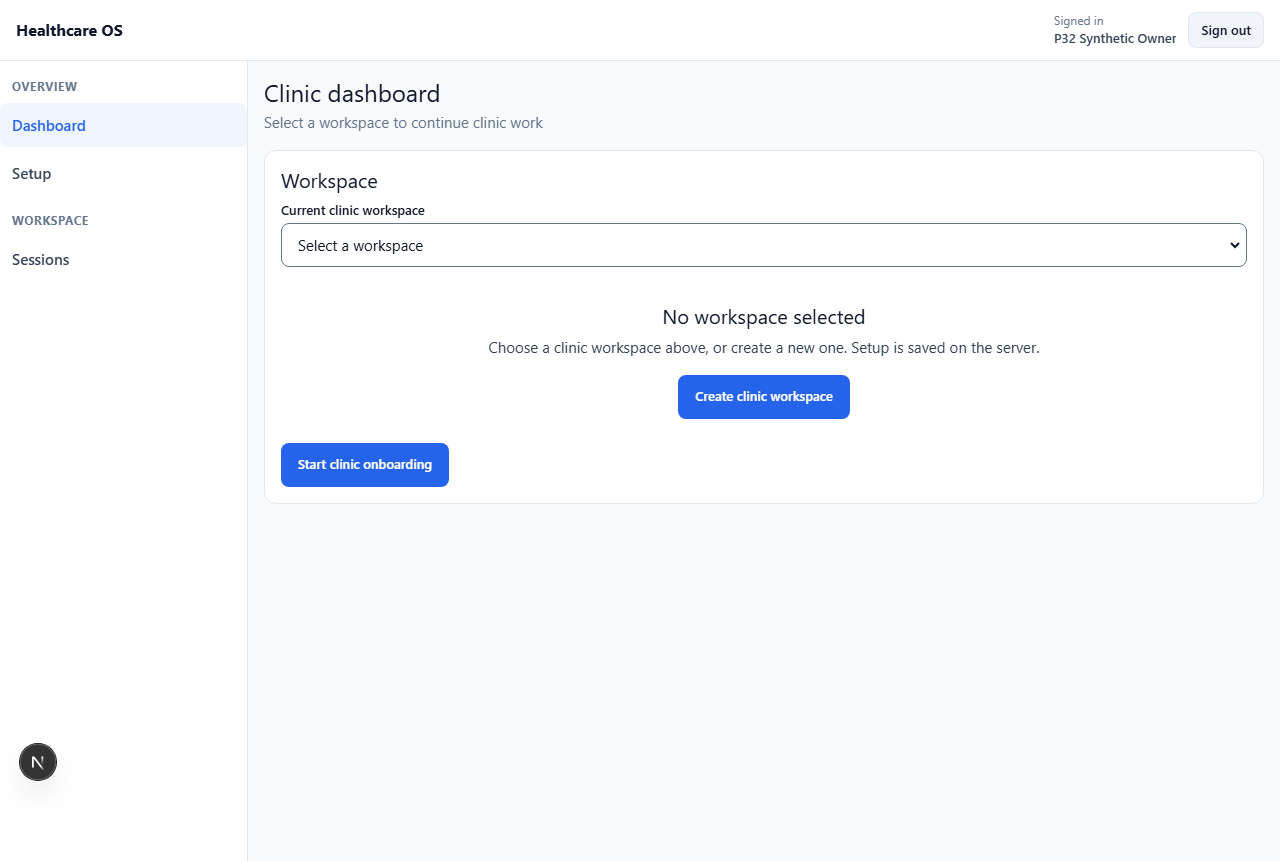 Healthcare OS
Signed in
P32 Synthetic Owner
Sign out
OVERVIEW
Dashboard
Setup
WORKSPACE
Sessions
Clinic dashboard
Select a workspace to continue clinic work
Workspace
Current clinic workspace
Select a workspace
No workspace selected
Choose a clinic workspace above, or create a new one. Setup is saved on the server.
Create clinic workspace
Start clinic onboarding
N